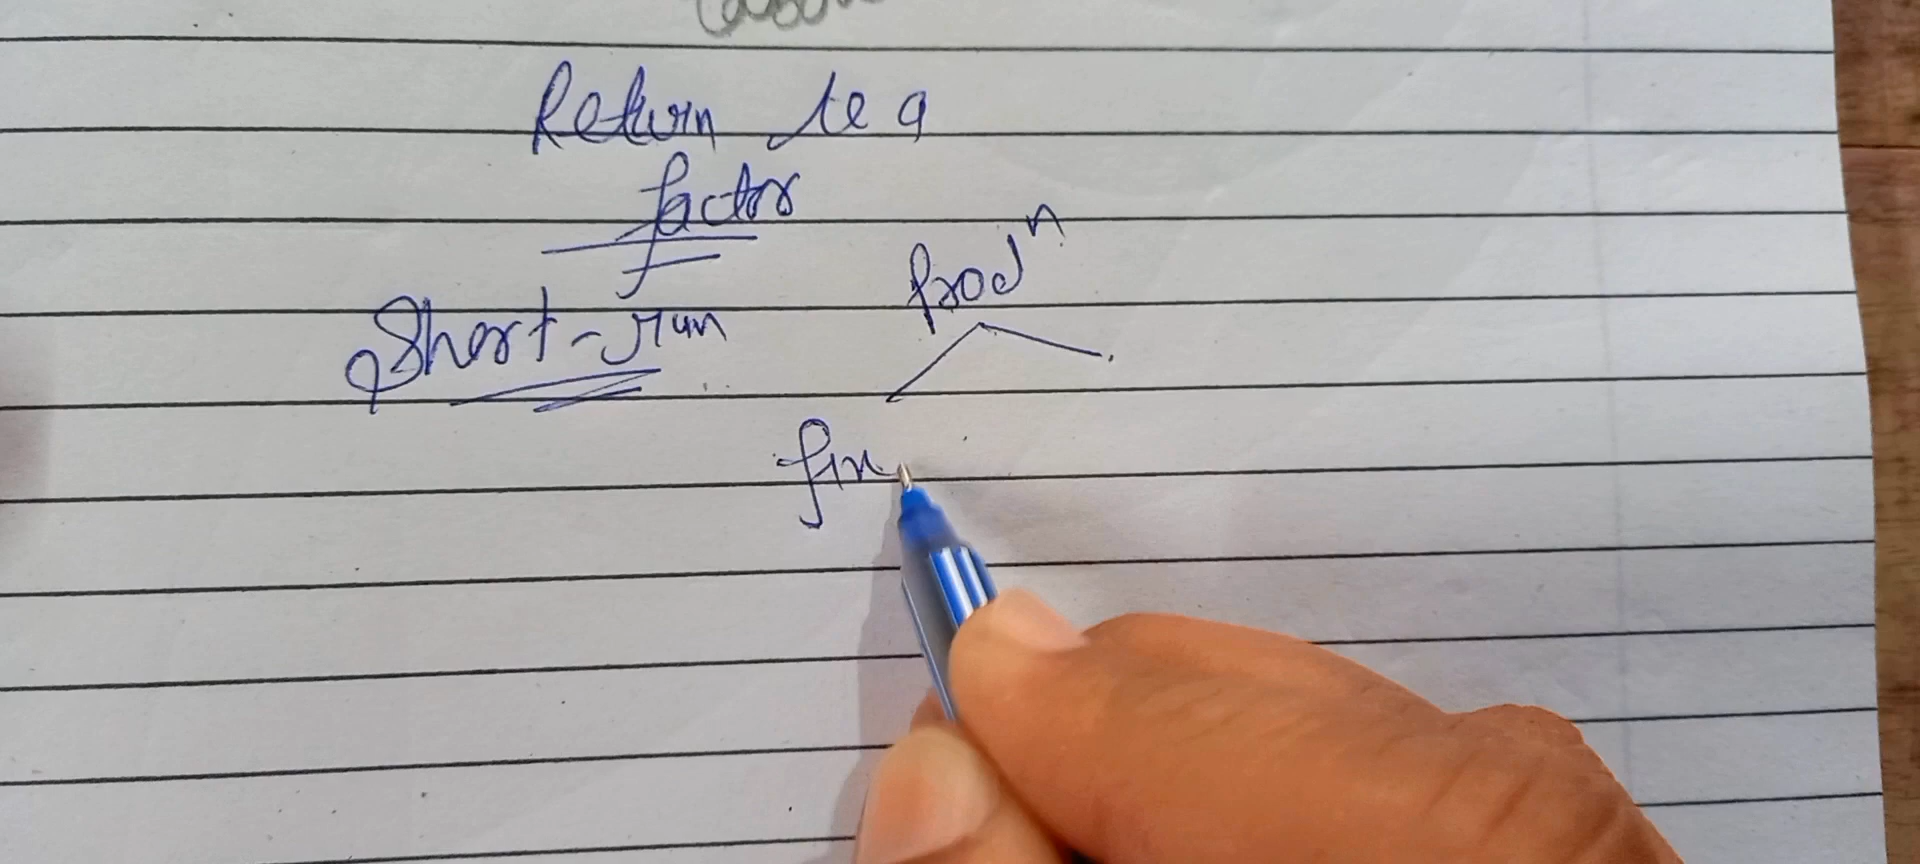 Return to a
factor
Short-run
Prodⁿ
fix